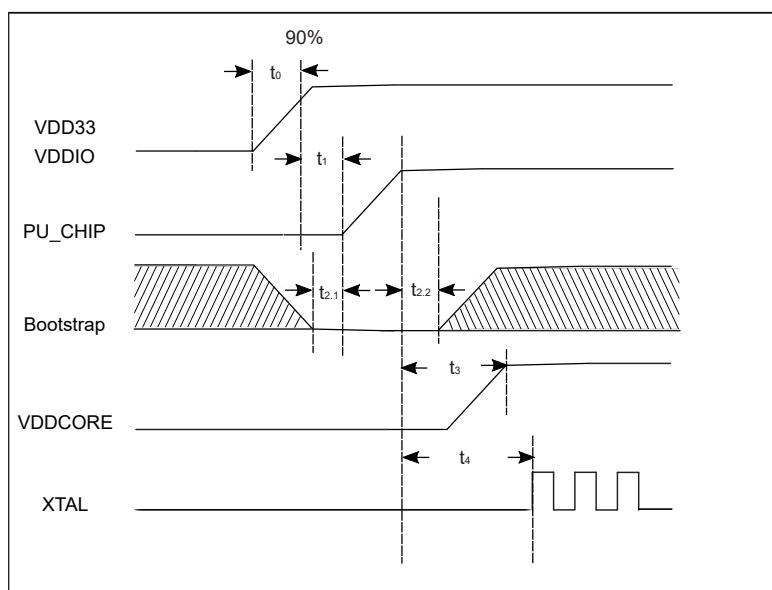 90%
t0
VDD33
VDDIO
t1
PU_CHIP
t2.1
t2.2
Bootstrap
t3
VDDCORE
t4
XTAL